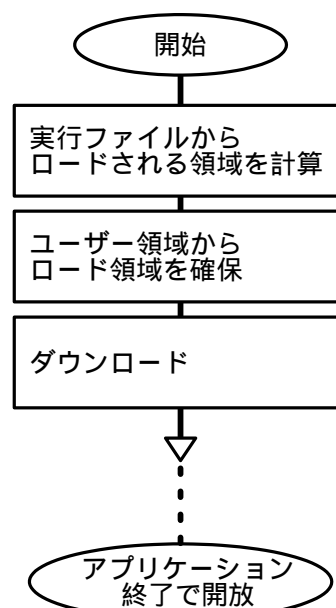 開始
実行ファイルから
ロードされる領域を計算
ユーザー領域から
ロード領域を確保
ダウンロード
アプリケーション
終了で開放